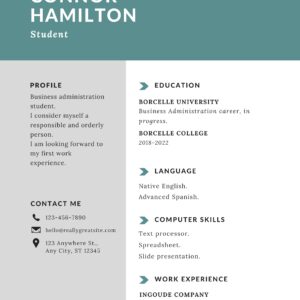 CONNOR
HAMILTON
Student
PROFILE
Business administration
student.
I consider myself a
responsible and orderly
person.
I am looking forward to
my first work
experience.
CONTACT ME
123-456-7890
hello@reallygreatsite.com
123 Anywhere St.,
Any City, ST 12345
EDUCATION
BORCELLE UNIVERSITY
Business Administration career, in
progress.
BORCELLE COLLEGE
2018-2022
LANGUAGE
Native English.
Advanced Spanish.
COMPUTER SKILLS
Text processor.
Spreadsheet.
Slide presentation.
WORK EXPERIENCE
INGOUDE COMPANY